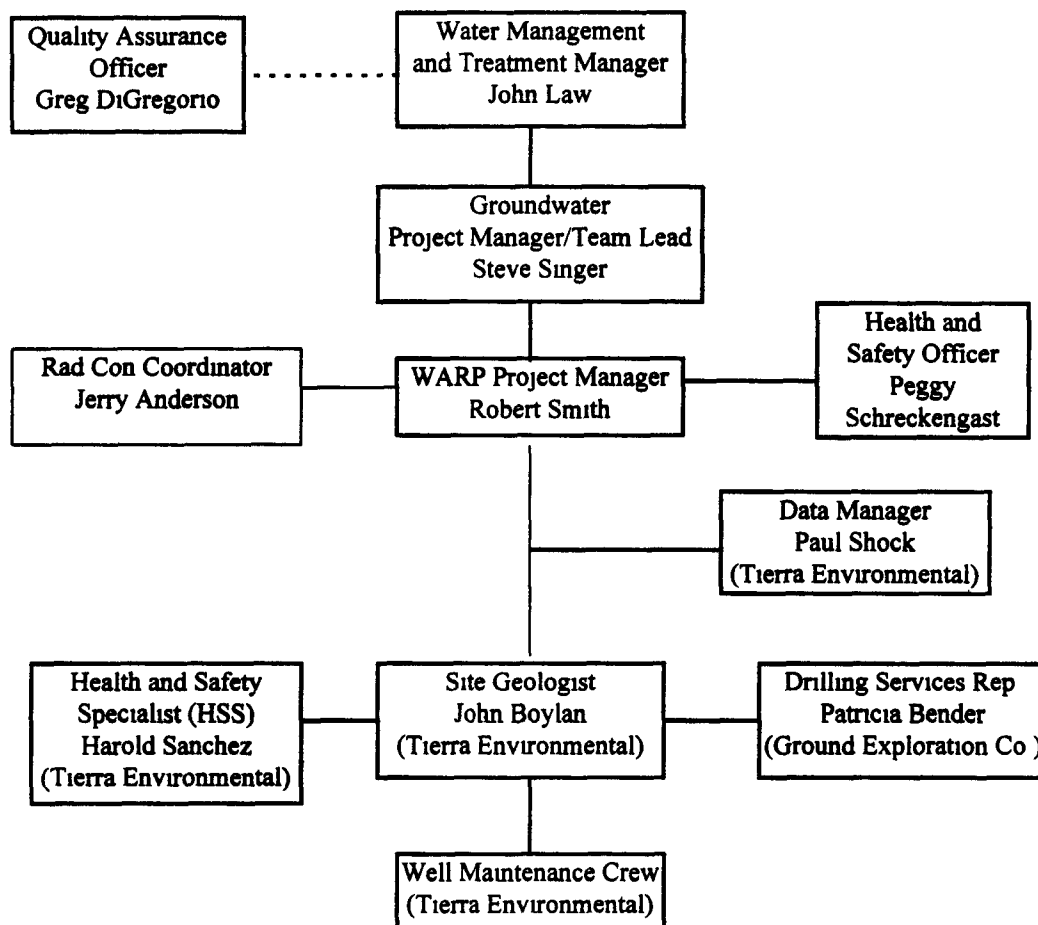 Quality Assurance
Officer
Greg DiGregorio
Water Management
and Treatment Manager
John Law
Groundwater
Project Manager/Team Lead
Steve Singer
Rad Con Coordinator
Jerry Anderson
WARP Project Manager
Robert Smith
Health and
Safety Officer
Peggy
Schreckengast
Data Manager
Paul Shock
(Tierra Environmental)
Health and Safety
Specialist (HSS)
Harold Sanchez
(Tierra Environmental)
Site Geologist
John Boylan
(Tierra Environmental)
Drilling Services Rep
Patricia Bender
(Ground Exploration Co )
Well Maintenance Crew
(Tierra Environmental)